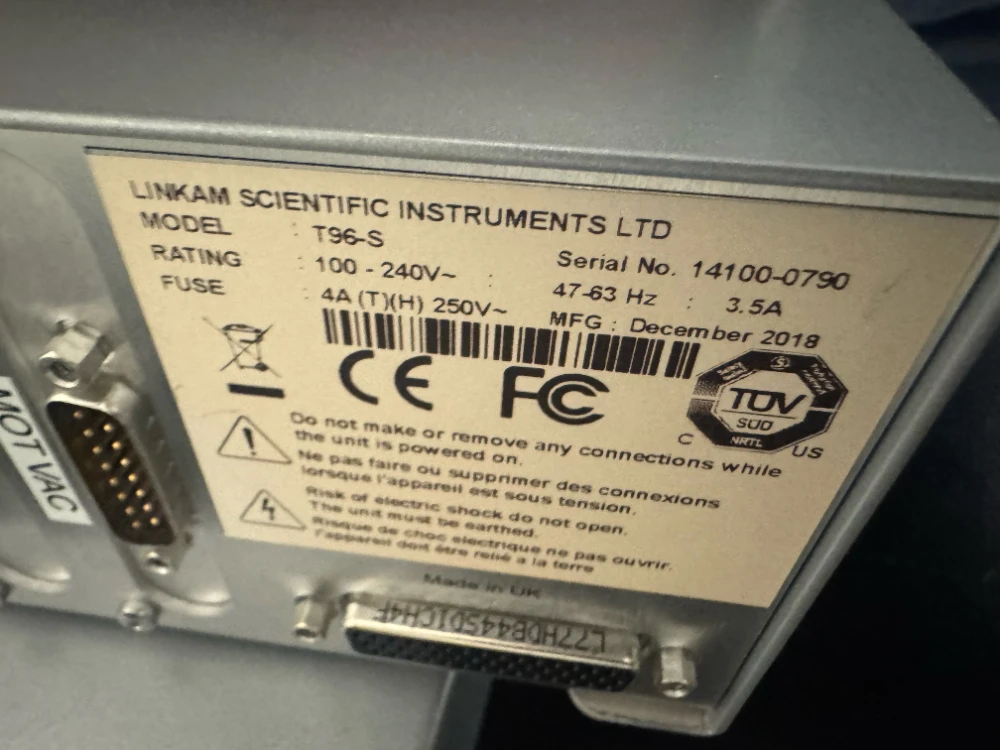 LINKAM SCIENTIFIC INSTRUMENTS LTD
MODEL : T96-S Serial No. 14100-0790
RATING : 100 - 240V~ : 47-63 Hz : 3.5A
FUSE : 4A (T)(H) 250V~ MFG : December 2018
CE FC
TÜV
SÜD
NRTL
C US
Do not make or remove any connections while
the unit is powered on.
Ne pas faire ou supprimer des connexions
lorsque l'appareil est sous tension.
Risk of electric shock do not open.
The unit must be earthed.
Risque de choc electrique ne pas ouvrir.
l'appareil doit être relié a la terre
Made in UK
MOT VAC
L77HDB44SD1CH4F